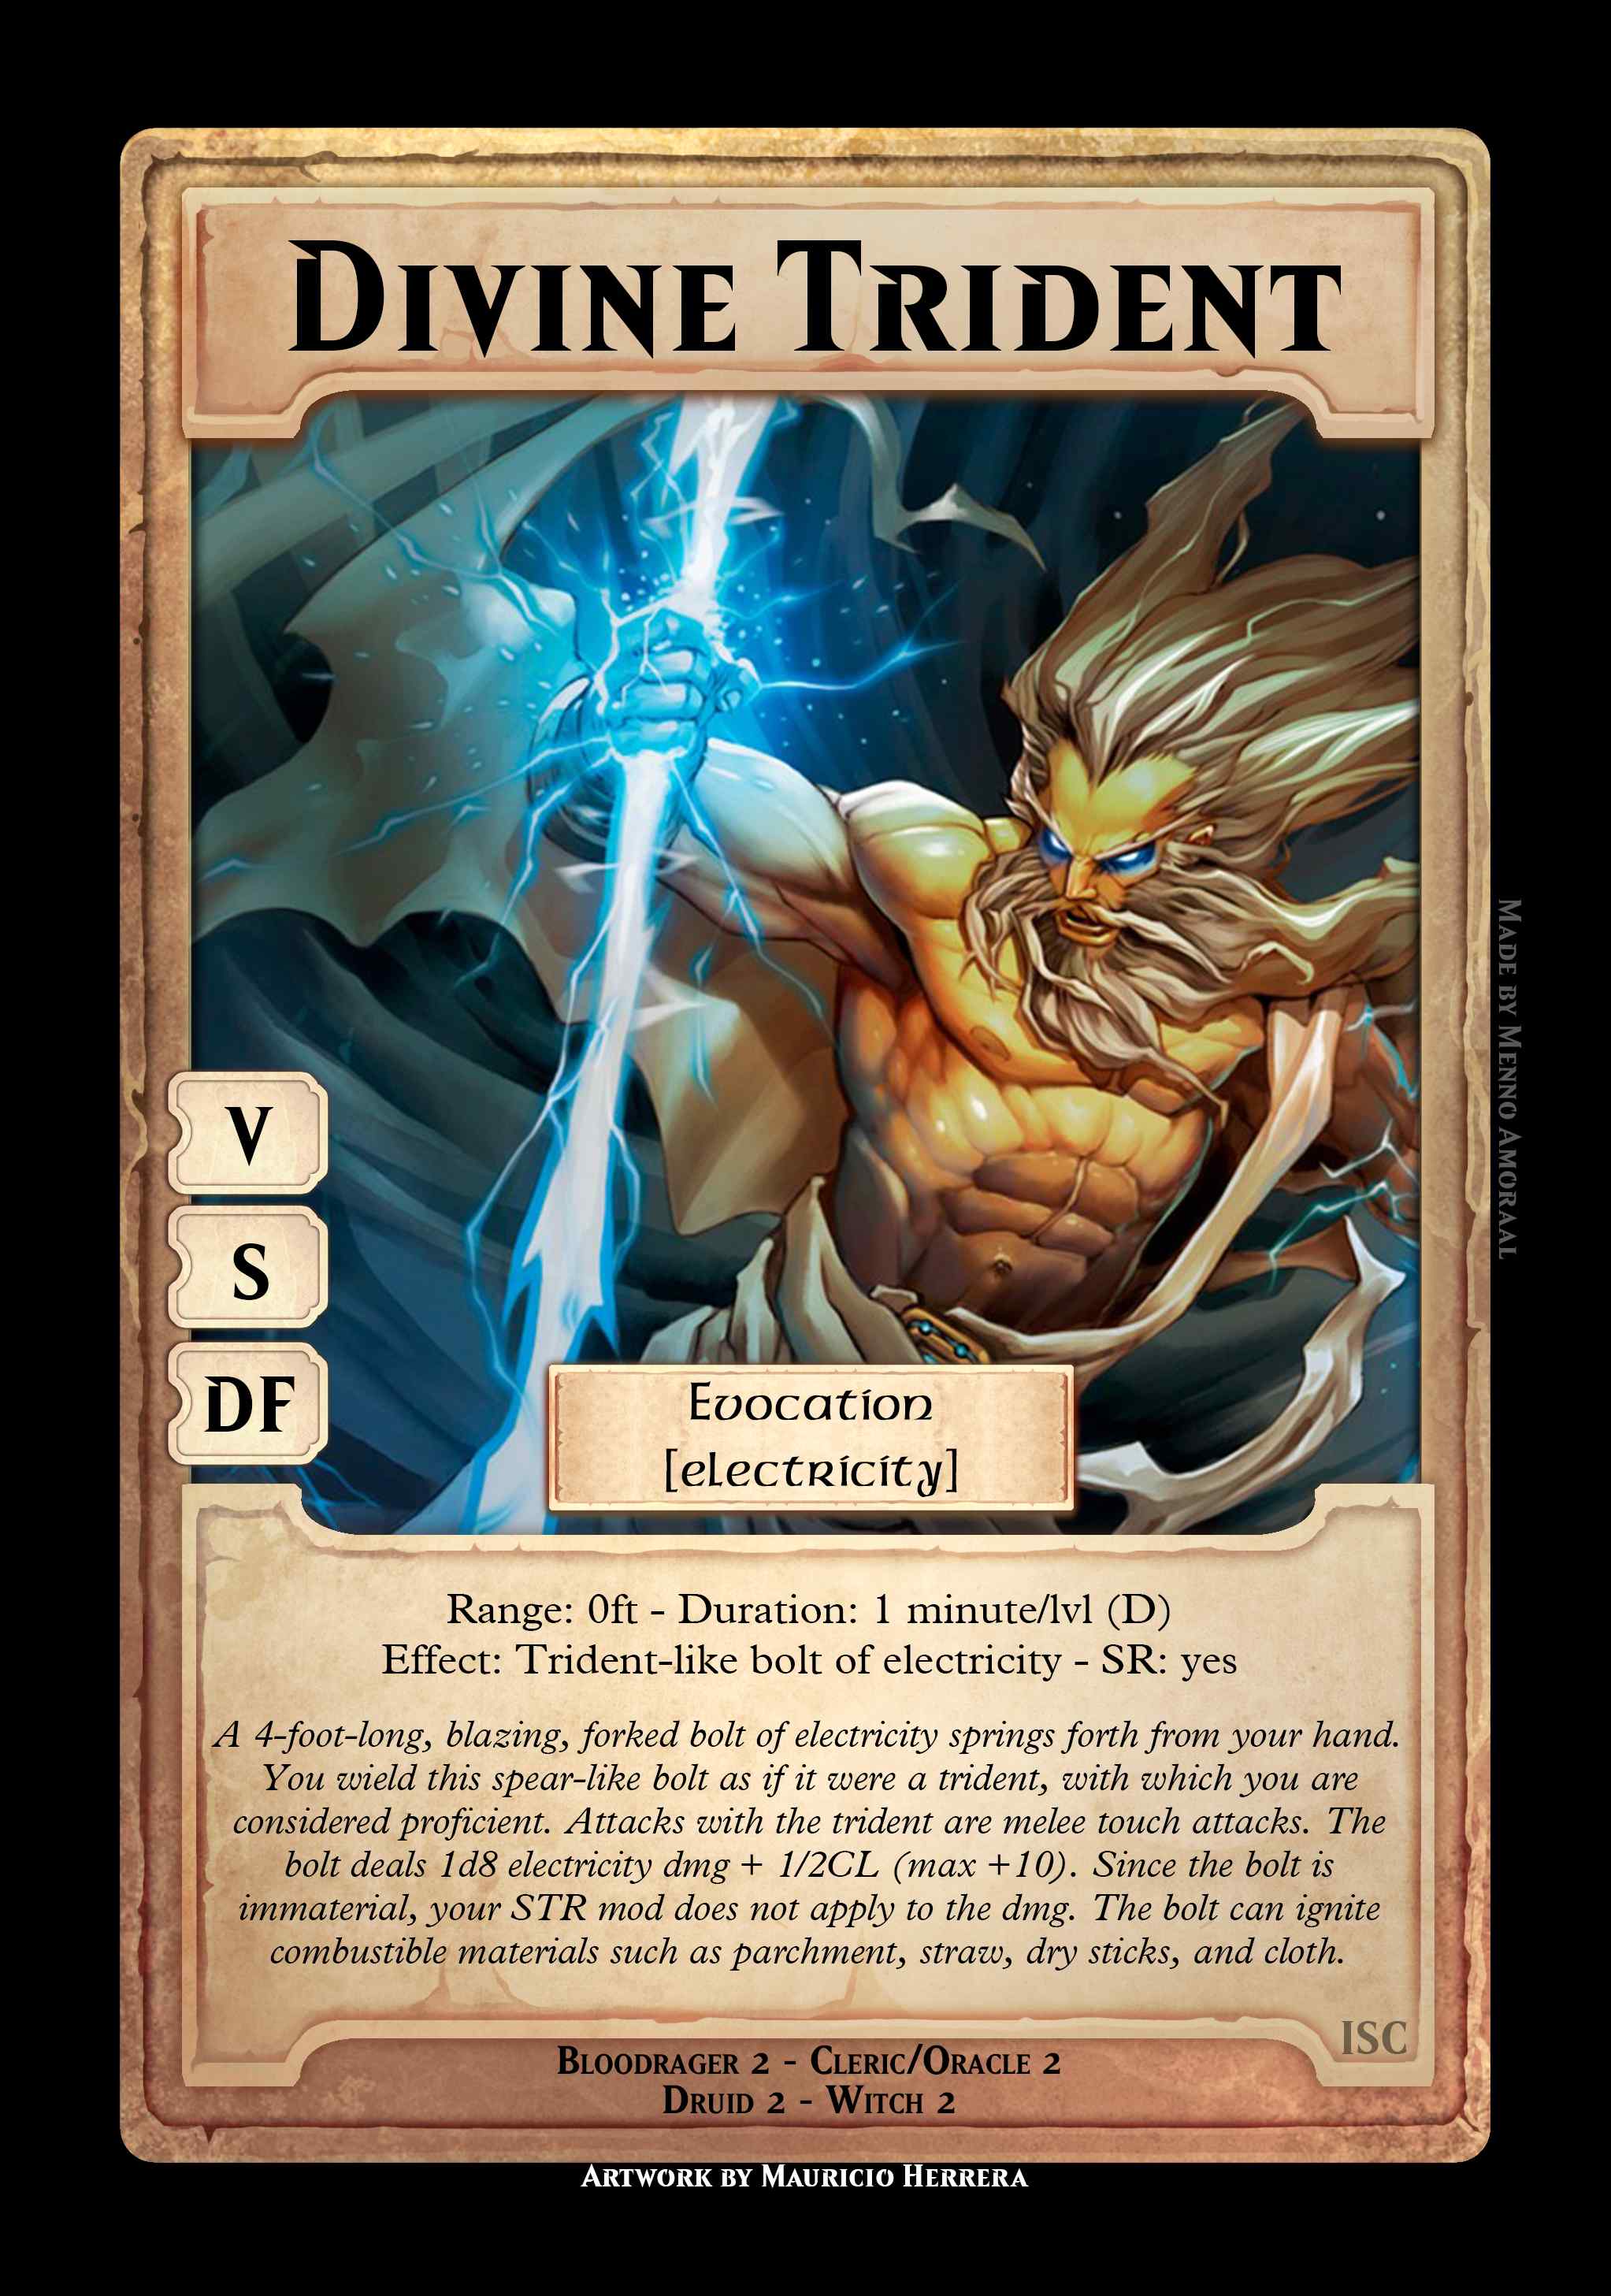 Divine Trident
V
S
DF
Evocation
[electricity]
Range: 0ft - Duration: 1 minute/lvl (D)
Effect: Trident-like bolt of electricity - SR: yes
A 4-foot-long, blazing, forked bolt of electricity springs forth from your hand.
You wield this spear-like bolt as if it were a trident, with which you are
considered proficient. Attacks with the trident are melee touch attacks. The
bolt deals 1d8 electricity dmg + 1/2CL (max +10). Since the bolt is
immaterial, your STR mod does not apply to the dmg. The bolt can ignite
combustible materials such as parchment, straw, dry sticks, and cloth.
ISC
Bloodrager 2 - Cleric/Oracle 2
Druid 2 - Witch 2
Artwork by Mauricio Herrera
Made by Menno Amoraal